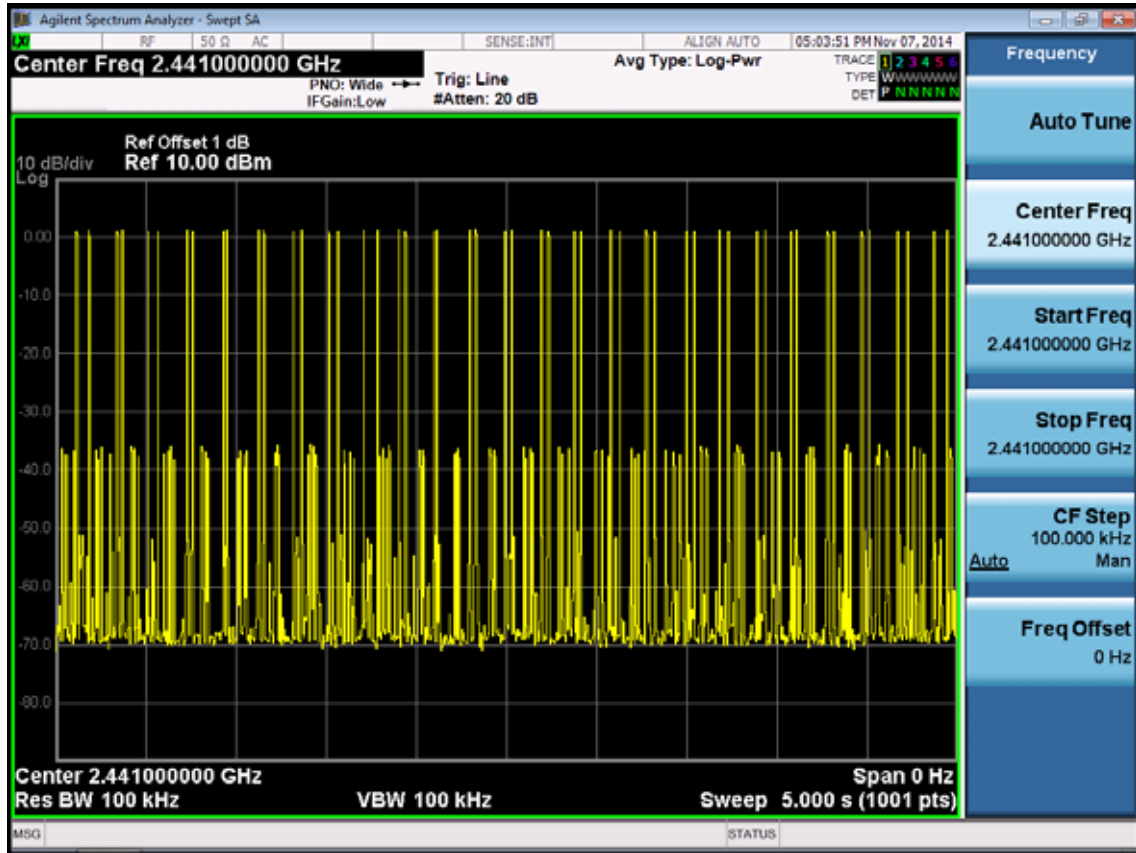 Agilent Spectrum Analyzer - Swept SA
LXI RF 50 Ω AC SENSE:INT ALIGN AUTO 05:03:51 PM Nov 07, 2014
Center Freq 2.441000000 GHz
PNO: Wide
IFGain:Low
Trig: Line
#Atten: 20 dB
Avg Type: Log-Pwr
TRACE 1 2 3 4 5 6
TYPE WWWWWWW
DET P N N N N N
Ref Offset 1 dB
10 dB/div Ref 10.00 dBm
Log
0.00
-10.0
-20.0
-30.0
-40.0
-50.0
-60.0
-70.0
-80.0
Center 2.441000000 GHz Span 0 Hz
Res BW 100 kHz VBW 100 kHz Sweep 5.000 s (1001 pts)
MSG STATUS
Frequency
Auto Tune
Center Freq
2.441000000 GHz
Start Freq
2.441000000 GHz
Stop Freq
2.441000000 GHz
CF Step
100.000 kHz
Auto Man
Freq Offset
0 Hz